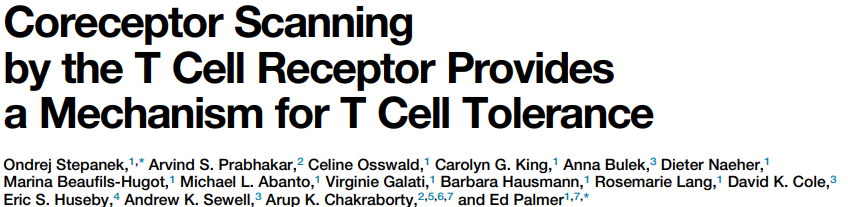 Coreceptor Scanning
by the T Cell Receptor Provides
a Mechanism for T Cell Tolerance
Ondrej Stepanek,1,* Arvind S. Prabhakar,2 Celine Osswald,1 Carolyn G. King,1 Anna Bulek,3 Dieter Naeher,1
Marina Beaufils-Hugot,1 Michael L. Abanto,1 Virginie Galati,1 Barbara Hausmann,1 Rosemarie Lang,1 David K. Cole,3
Eric S. Huseby,4 Andrew K. Sewell,3 Arup K. Chakraborty,2,5,6,7 and Ed Palmer1,7,*